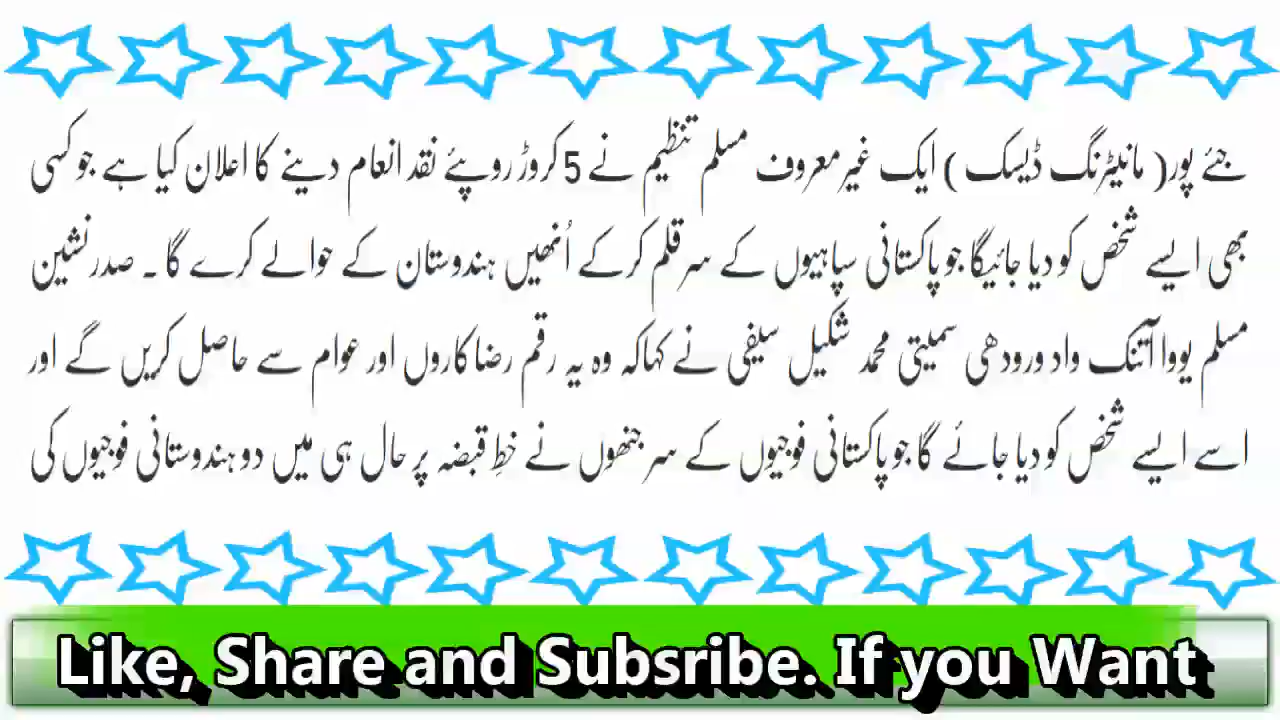 جئے پور( مانیٹرنگ ڈیسک ) ایک غیر معروف مسلم تنظیم نے 5 کروڑ روپئے نقد انعام دینے کا اعلان کیا ہے جو کسی
بھی ایسے شخص کو دیا جائیگا جو پاکستانی سپاہیوں کے سر قلم کرکے اُنھیں ہندوستان کے حوالے کرے گا۔ صدر نشین
مسلم یووا آتنک واد ورودھی سمیتی محمد شکیل سیفی نے کہا کہ وہ یہ رقم رضا کاروں اور عوام سے حاصل کریں گے اور
اسے ایسے شخص کو دیا جائے گا جو پاکستانی فوجیوں کے سر جنھوں نے خطِ قبضہ پر حال ہی میں دو ہندوستانی فوجیوں کی
Like, Share and Subsribe. If you Want